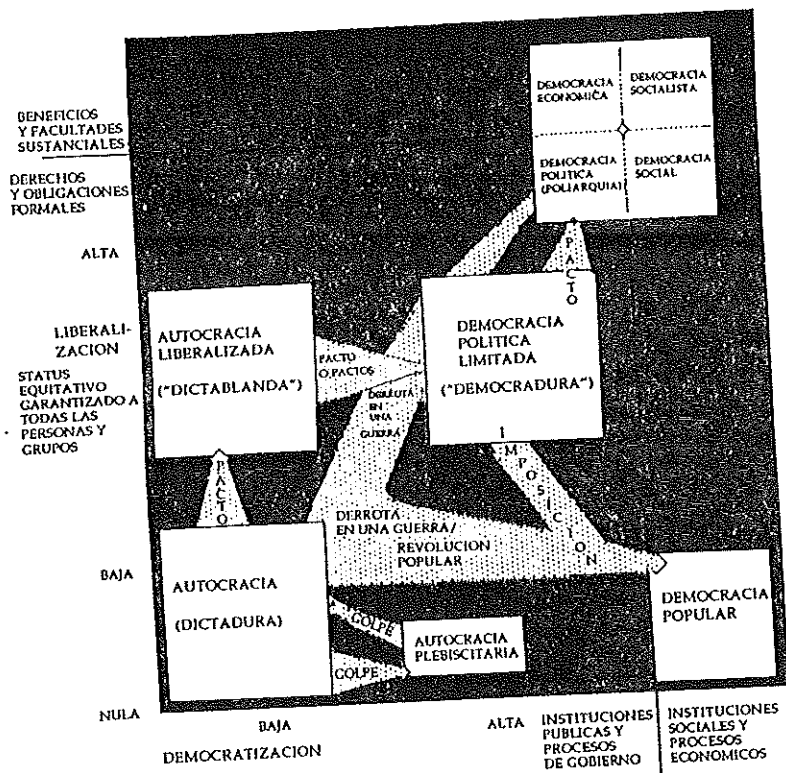 BENEFICIOS
Y FACULTADES
SUSTANCIALES
DERECHOS
Y OBLIGACIONES
FORMALES
ALTA
LIBERALI-
ZACION
STATUS
EQUITATIVO
GARANTIZADO A
TODAS LAS
PERSONAS Y
GRUPOS
BAJA
NULA
DEMOCRACIA
ECONOMICA
DEMOCRACIA
SOCIALISTA
DEMOCRACIA
POLITICA
(POLIARQUIA)
DEMOCRACIA
SOCIAL
PACTO
AUTOCRACIA
LIBERALIZADA
("DICTABLANDA")
PACTO
O PACTOS
DERROTA
EN
UNA
GUERRA
DEMOCRACIA
POLITICA
LIMITADA
("DEMOCRADURA")
IMPOSICION
PACTO
DERROTA
EN UNA GUERRA/
REVOLUCION
POPULAR
AUTOCRACIA
(DICTADURA)
GOLPE
GOLPE
AUTOCRACIA
PLEBISCITARIA
DEMOCRACIA
POPULAR
BAJA
DEMOCRATIZACION
ALTA
INSTITUCIONES
PUBLICAS Y
PROCESOS
DE GOBIERNO
INSTITUCIONES
SOCIALES Y
PROCESOS
ECONOMICOS